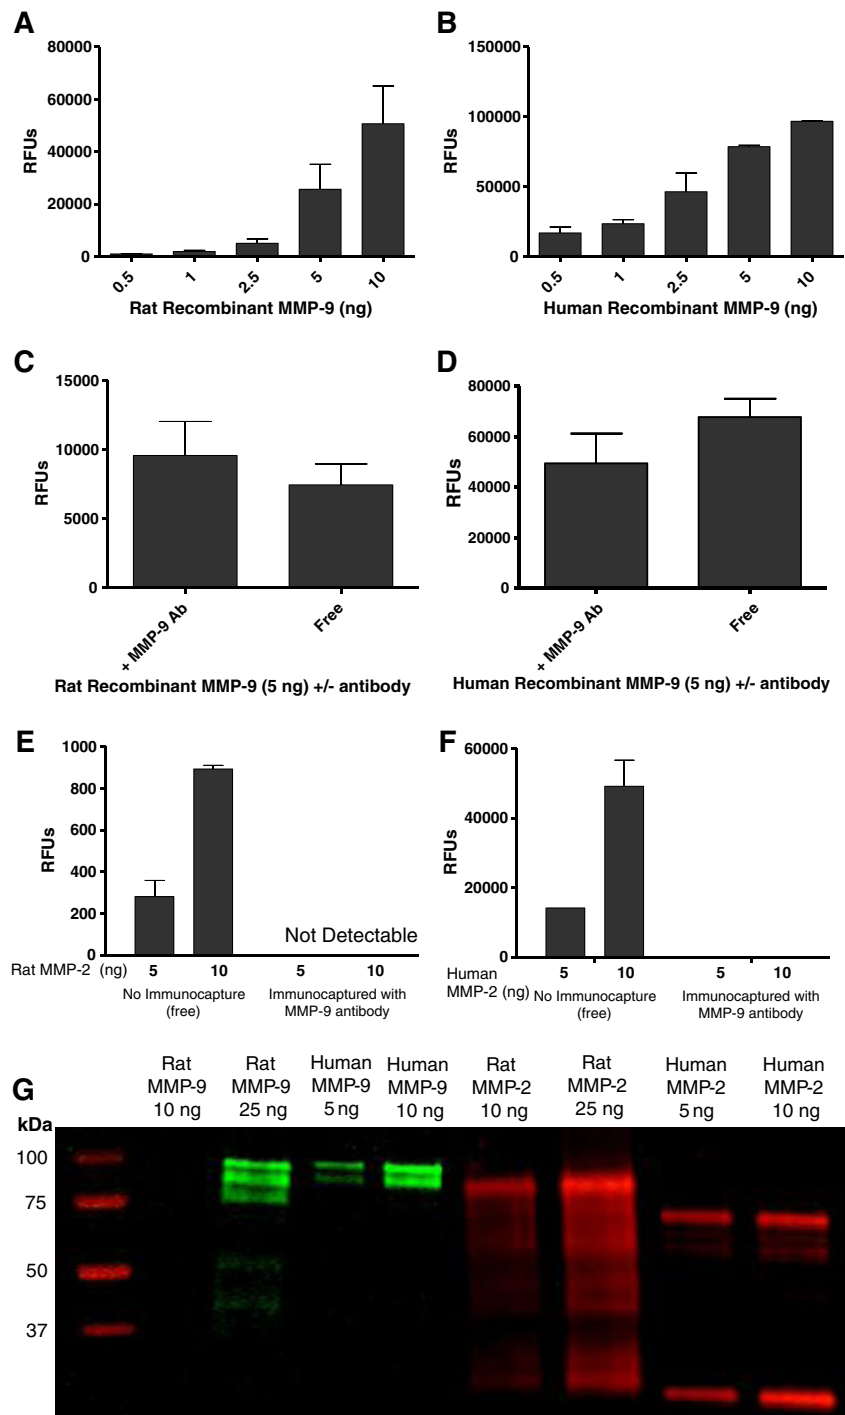 A
80000
60000
40000
20000
0
RFUs
0.5 1 2.5 5 10
Rat Recombinant MMP-9 (ng)
B
150000
100000
50000
0
RFUs
0.5 1 2.5 5 10
Human Recombinant MMP-9 (ng)
C
15000
10000
5000
0
RFUs
+ MMP-9 Ab Free
Rat Recombinant MMP-9 (5 ng) +/- antibody
D
80000
60000
40000
20000
0
RFUs
+ MMP-9 Ab Free
Human Recombinant MMP-9 (5 ng) +/- antibody
E
1000
800
600
400
200
0
RFUs
Not Detectable
Rat MMP-2 (ng) 5 10 5 10
No Immunocapture
(free)
Immunocaptured with
MMP-9 antibody
F
60000
40000
20000
0
RFUs
Human
MMP-2 (ng)
5 10 5 10
No Immunocapture
(free)
Immunocaptured with
MMP-9 antibody
G
Rat
MMP-9
10 ng
Rat
MMP-9
25 ng
Human
MMP-9
5 ng
Human
MMP-9
10 ng
Rat
MMP-2
10 ng
Rat
MMP-2
25 ng
Human
MMP-2
5 ng
Human
MMP-2
10 ng
kDa
100
75
50
37